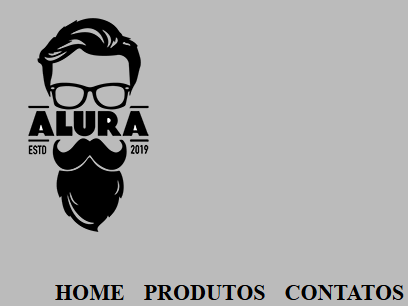 ALURA
ESTD 2019
HOME PRODUTOS CONTATOS